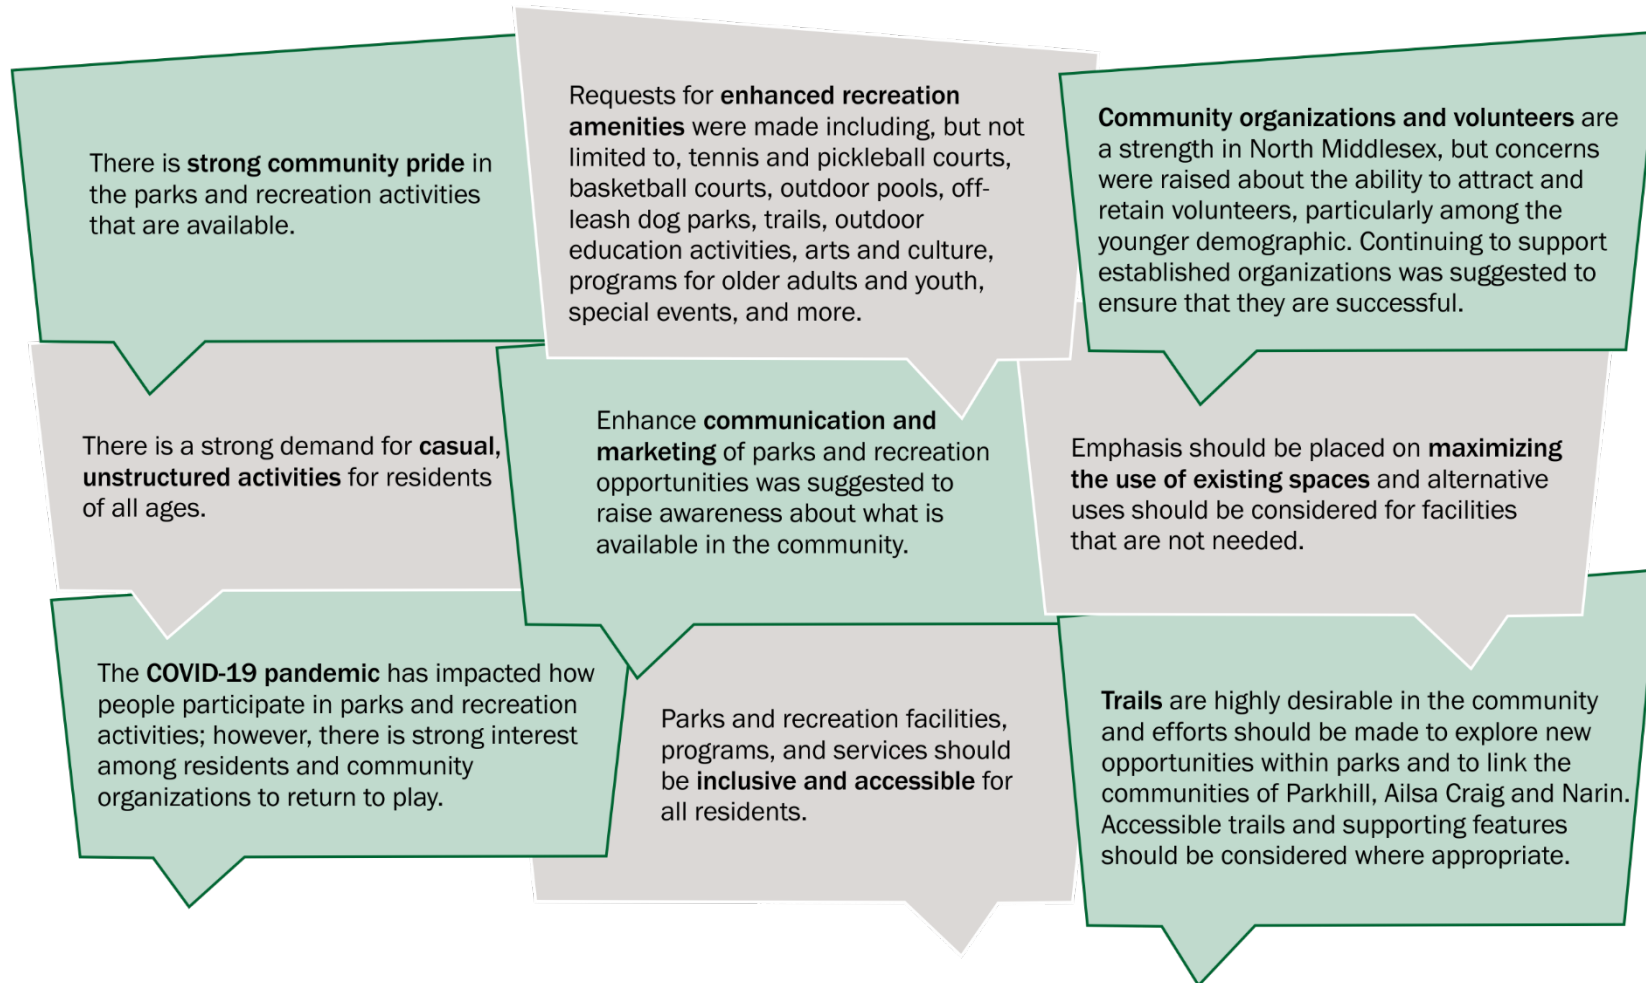 There is strong community pride in
the parks and recreation activities
that are available.
Requests for enhanced recreation
amenities were made including, but not
limited to, tennis and pickleball courts,
basketball courts, outdoor pools, off-
leash dog parks, trails, outdoor
education activities, arts and culture,
programs for older adults and youth,
special events, and more.
Community organizations and volunteers are
a strength in North Middlesex, but concerns
were raised about the ability to attract and
retain volunteers, particularly among the
younger demographic. Continuing to support
established organizations was suggested to
ensure that they are successful.
There is a strong demand for casual,
unstructured activities for residents
of all ages.
Enhance communication and
marketing of parks and recreation
opportunities was suggested to
raise awareness about what is
available in the community.
Emphasis should be placed on maximizing
the use of existing spaces and alternative
uses should be considered for facilities
that are not needed.
The COVID-19 pandemic has impacted how
people participate in parks and recreation
activities; however, there is strong interest
among residents and community
organizations to return to play.
Parks and recreation facilities,
programs, and services should
be inclusive and accessible for
all residents.
Trails are highly desirable in the community
and efforts should be made to explore new
opportunities within parks and to link the
communities of Parkhill, Ailsa Craig and Narin.
Accessible trails and supporting features
should be considered where appropriate.